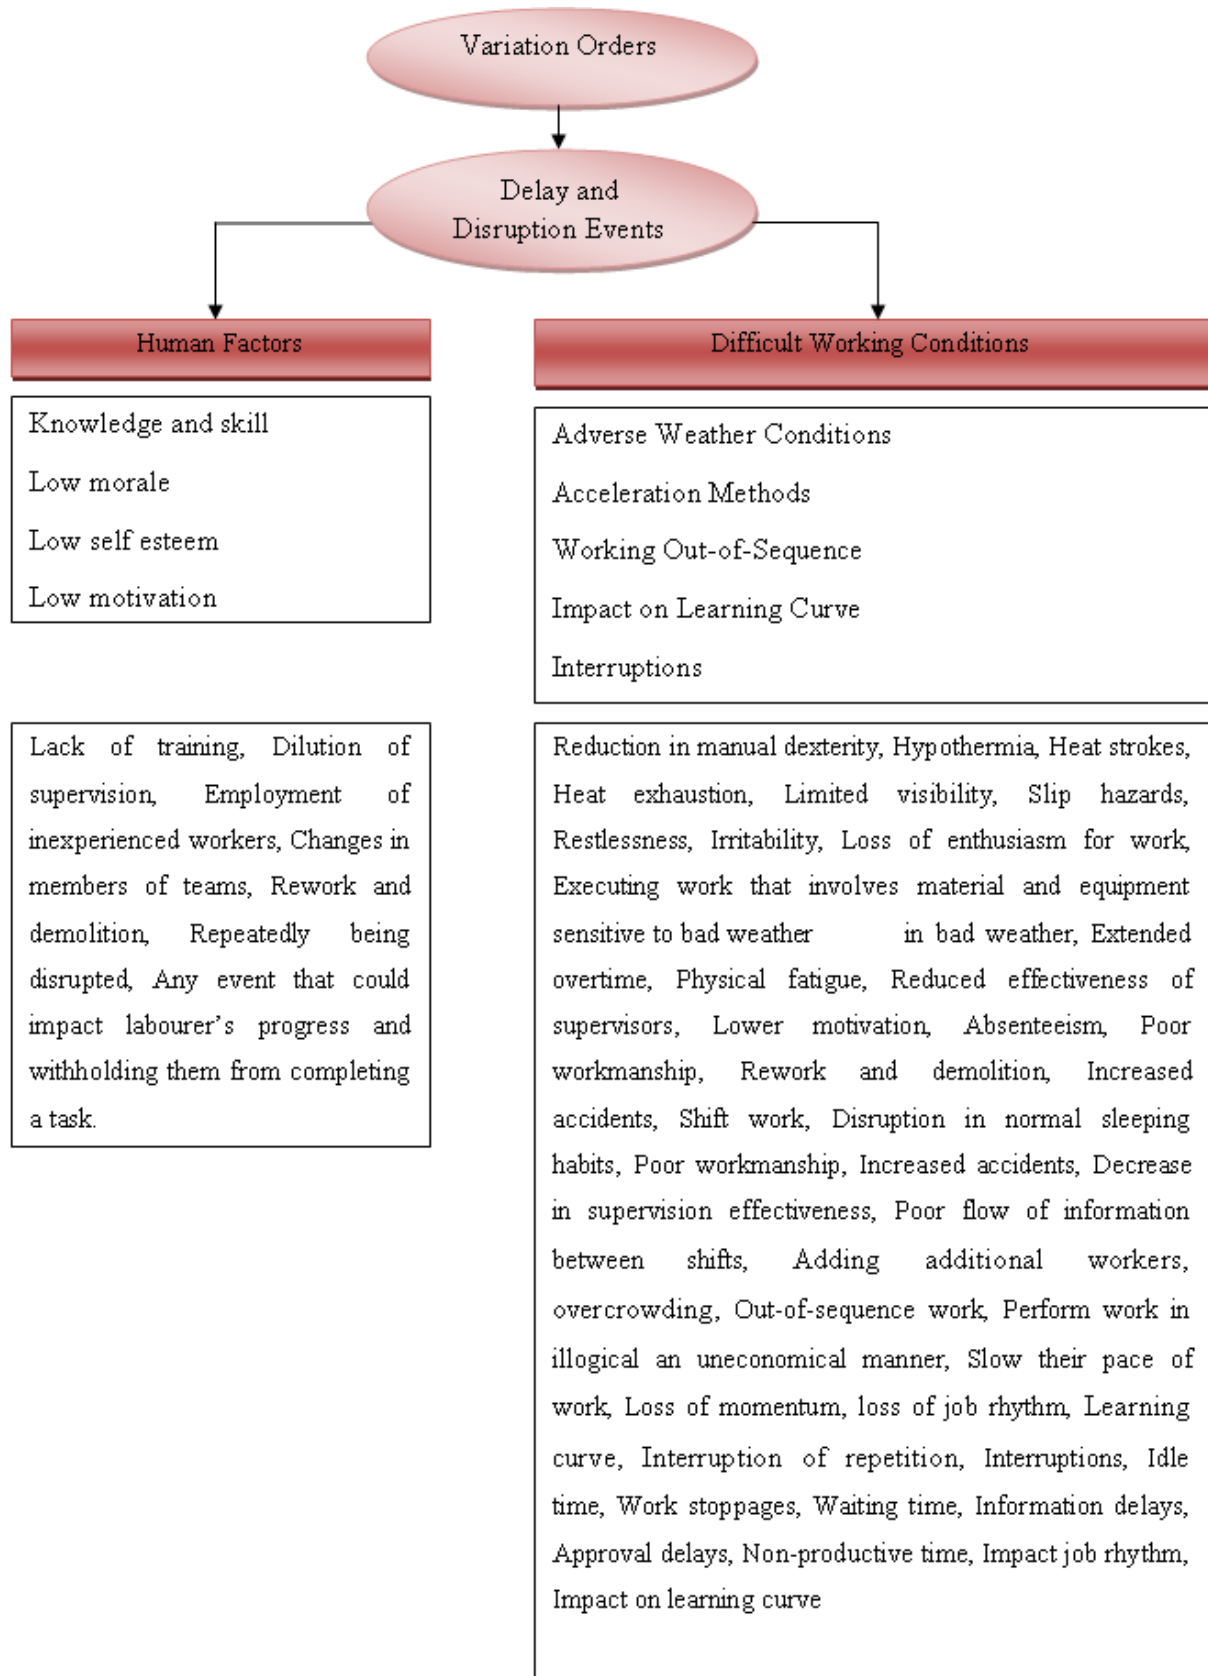 Variation Orders
Delay and
Disruption Events
Human Factors
Knowledge and skill
Low morale
Low self esteem
Low motivation
Lack of training, Dilution of
supervision, Employment of
inexperienced workers, Changes in
members of teams, Rework and
demolition, Repeatedly being
disrupted, Any event that could
impact labourer’s progress and
withholding them from completing
a task.
Difficult Working Conditions
Adverse Weather Conditions
Acceleration Methods
Working Out-of-Sequence
Impact on Learning Curve
Interruptions
Reduction in manual dexterity, Hypothermia, Heat strokes,
Heat exhaustion, Limited visibility, Slip hazards,
Restlessness, Irritability, Loss of enthusiasm for work,
Executing work that involves material and equipment
sensitive to bad weather in bad weather, Extended
overtime, Physical fatigue, Reduced effectiveness of
supervisors, Lower motivation, Absenteeism, Poor
workmanship, Rework and demolition, Increased
accidents, Shift work, Disruption in normal sleeping
habits, Poor workmanship, Increased accidents, Decrease
in supervision effectiveness, Poor flow of information
between shifts, Adding additional workers,
overcrowding, Out-of-sequence work, Perform work in
illogical an uneconomical manner, Slow their pace of
work, Loss of momentum, loss of job rhythm, Learning
curve, Interruption of repetition, Interruptions, Idle
time, Work stoppages, Waiting time, Information delays,
Approval delays, Non-productive time, Impact job rhythm,
Impact on learning curve